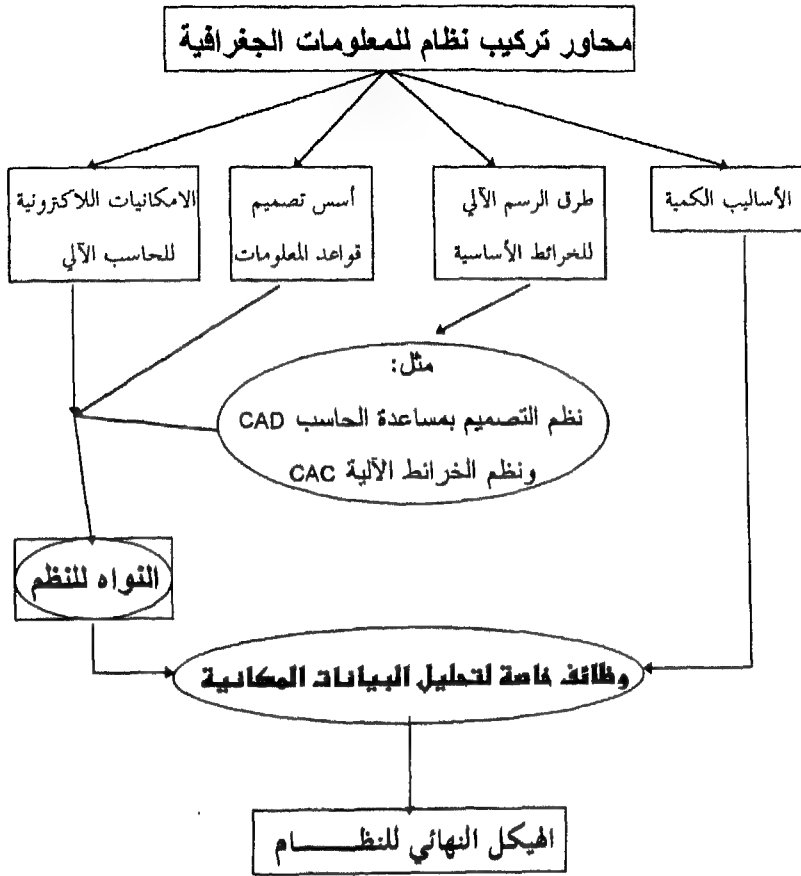 محاور تركيب نظام للمعلومات الجغرافية
الأساليب الكمية
طرق الرسم الآلي
للخرائط الأساسية
أسس تصميم
قواعد المعلومات
الامكانيات اللاكترونية
للحاسب الآلي
مثل:
نظم التصميم بمساعدة الحاسب CAD
ونظم الخرائط الآلية CAC
النواه للنظم
وظائف خاصة لتحليل البيانات المكانية
الهيكل النهائي للنظـــــام